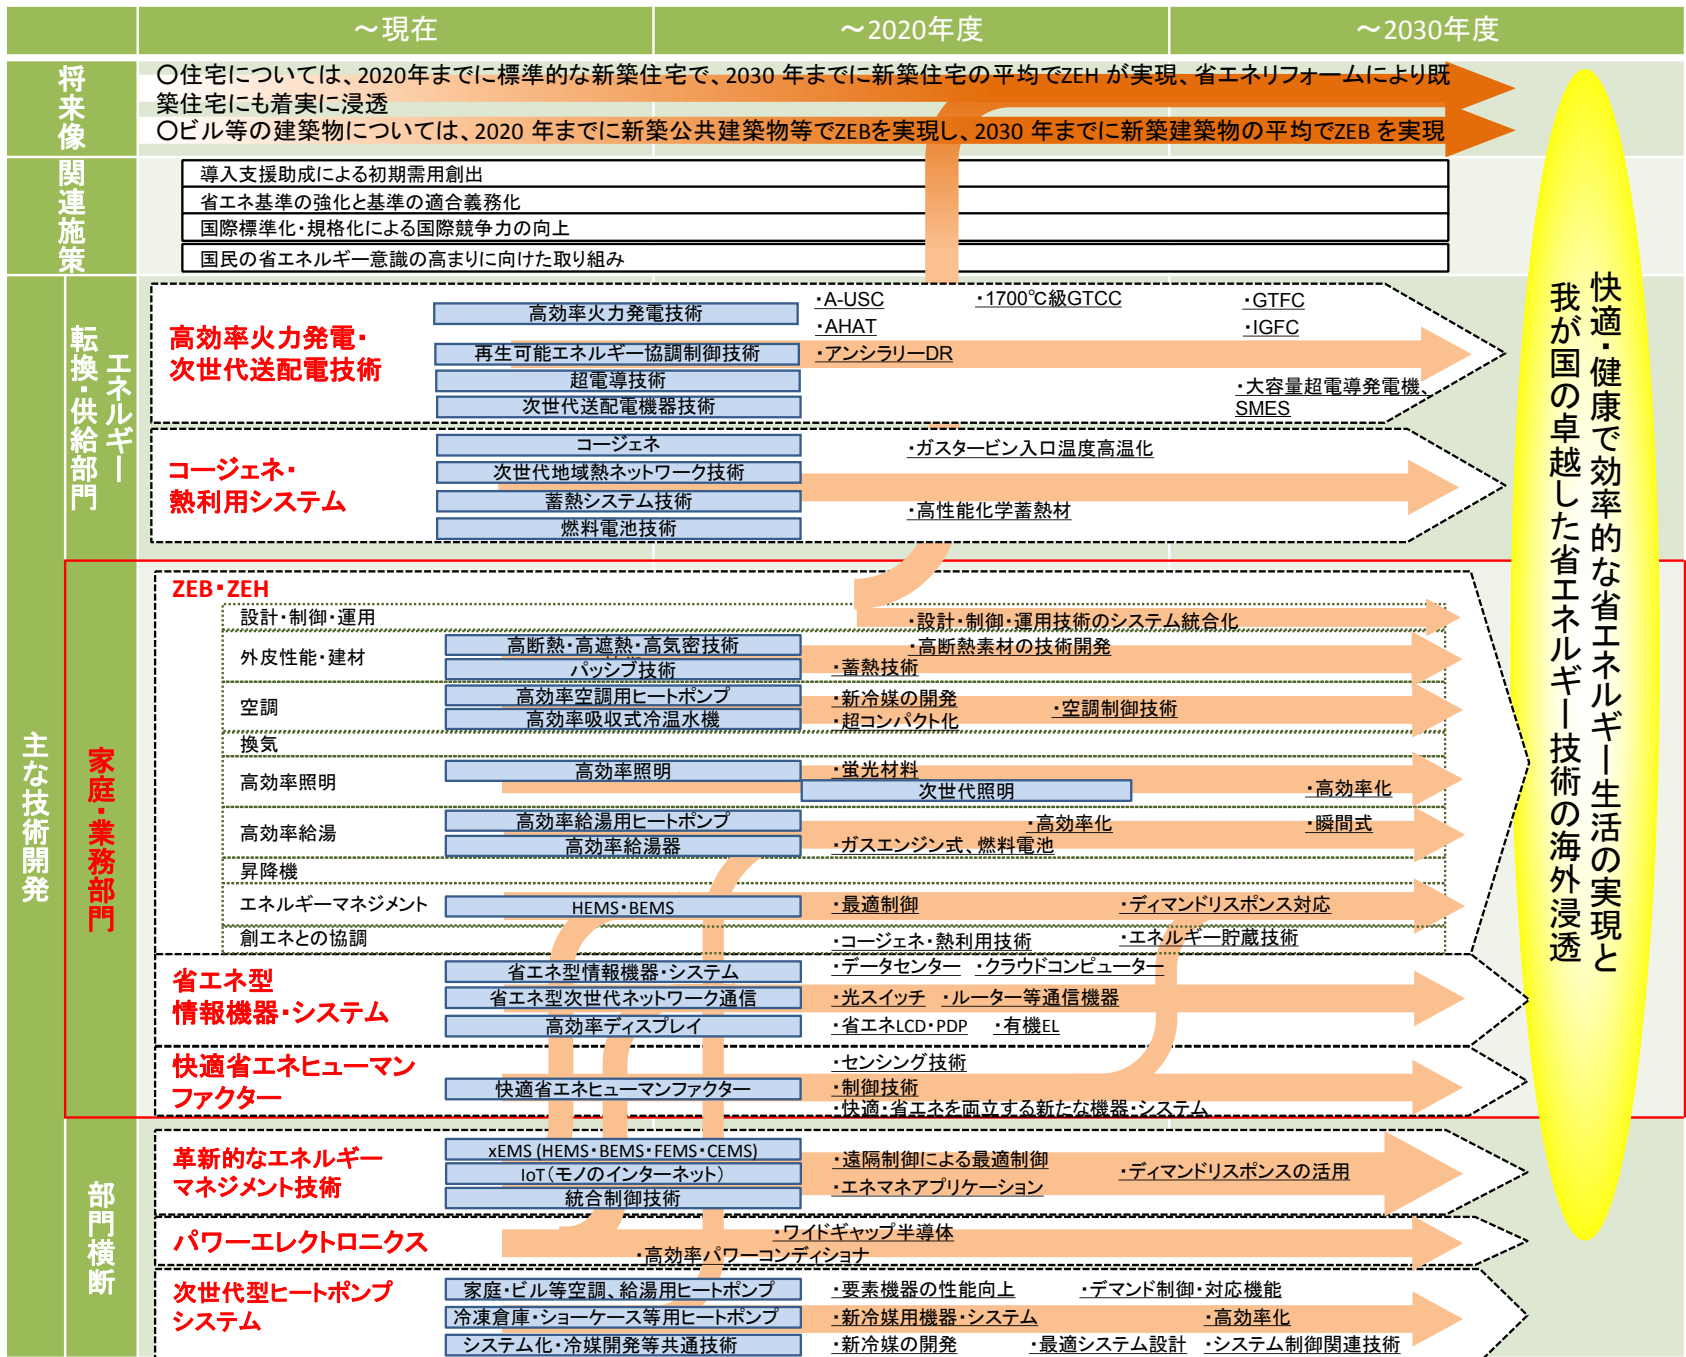 ～現在
～2020年度
～2030年度
将来像
〇住宅については、2020年までに標準的な新築住宅で、2030 年までに新築住宅の平均でZEH が実現、省エネリフォームにより既
築住宅にも着実に浸透
〇ビル等の建築物については、2020 年までに新築公共建築物等でZEBを実現し、2030 年までに新築建築物の平均でZEB を実現
関連施策
導入支援助成による初期需用創出
省エネ基準の強化と基準の適合義務化
国際標準化・規格化による国際競争力の向上
国民の省エネルギー意識の高まりに向けた取り組み
主な技術開発
エネルギー
転換・供給部門
高効率火力発電・
次世代送配電技術
高効率火力発電技術
再生可能エネルギー協調制御技術
超電導技術
次世代送配電機器技術
・A-USC
・1700℃級GTCC
・GTFC
・AHAT
・IGFC
・アンシラリーDR
・大容量超電導発電機、
SMES
コージェネ・
熱利用システム
コージェネ
次世代地域熱ネットワーク技術
蓄熱システム技術
燃料電池技術
・ガスタービン入口温度高温化
・高性能化学蓄熱材
家庭・業務部門
ZEB・ZEH
設計・制御・運用
・設計・制御・運用技術のシステム統合化
外皮性能・建材
高断熱・高遮熱・高気密技術
パッシブ技術
・高断熱素材の技術開発
・蓄熱技術
空調
高効率空調用ヒートポンプ
高効率吸収式冷温水機
・新冷媒の開発
・超コンパクト化
・空調制御技術
換気
高効率照明
高効率照明
・蛍光材料
次世代照明
・高効率化
高効率給湯
高効率給湯用ヒートポンプ
高効率給湯器
・高効率化
・瞬間式
・ガスエンジン式、燃料電池
昇降機
エネルギーマネジメント
HEMS・BEMS
・最適制御
・ディマンドリスポンス対応
創エネとの協調
・コージェネ・熱利用技術
・エネルギー貯蔵技術
省エネ型
情報機器・システム
省エネ型情報機器・システム
省エネ型次世代ネットワーク通信
高効率ディスプレイ
・データセンター
・クラウドコンピューター
・光スイッチ
・ルーター等通信機器
・省エネLCD・PDP
・有機EL
快適省エネヒューマン
ファクター
快適省エネヒューマンファクター
・センシング技術
・制御技術
・快適・省エネを両立する新たな機器・システム
部門横断
革新的なエネルギー
マネジメント技術
xEMS (HEMS・BEMS・FEMS・CEMS)
IoT（モノのインターネット）
統合制御技術
・遠隔制御による最適制御
・エネマネアプリケーション
・ディマンドリスポンスの活用
パワーエレクトロニクス
・ワイドギャップ半導体
・高効率パワーコンディショナ
次世代型ヒートポンプ
システム
家庭・ビル等空調、給湯用ヒートポンプ
冷凍倉庫・ショーケース等用ヒートポンプ
システム化・冷媒開発等共通技術
・要素機器の性能向上
・デマンド制御・対応機能
・新冷媒用機器・システム
・高効率化
・新冷媒の開発
・最適システム設計
・システム制御関連技術
快適・健康で効率的な省エネルギー生活の実現と
我が国の卓越した省エネルギー技術の海外浸透